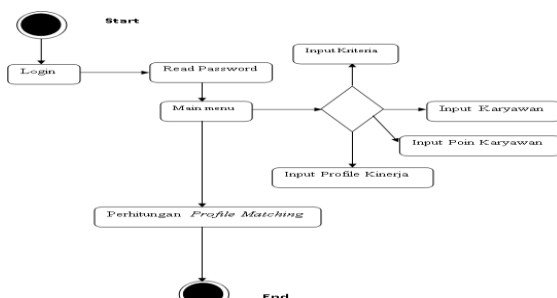 Start
Login
Read Password
Input Kriteria
Main menu
Input Karyawan
Input Poin Karyawan
Input Profile Kinerja
Perhitungan Profile Matching
End